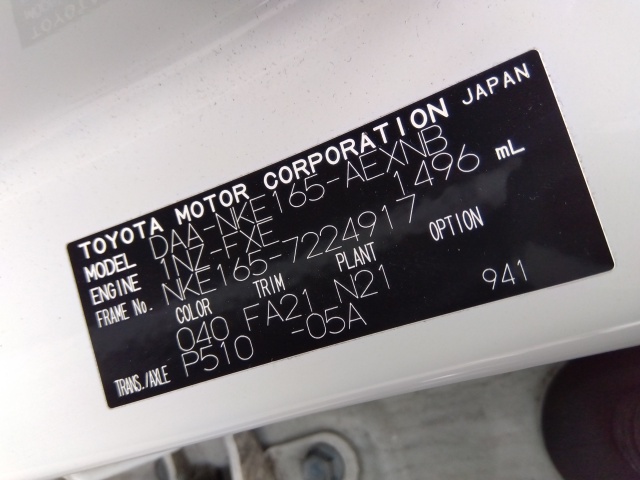 TOYOTA MOTOR CORPORATION JAPAN
MODEL DAA-NKE165-AEXNB
ENGINE 1NZ-FXE 1496 mL
FRAME No. NKE165-7224917
COLOR TRIM PLANT OPTION
040 FA21 N21 941
TRANS./AXLE P510 -05A